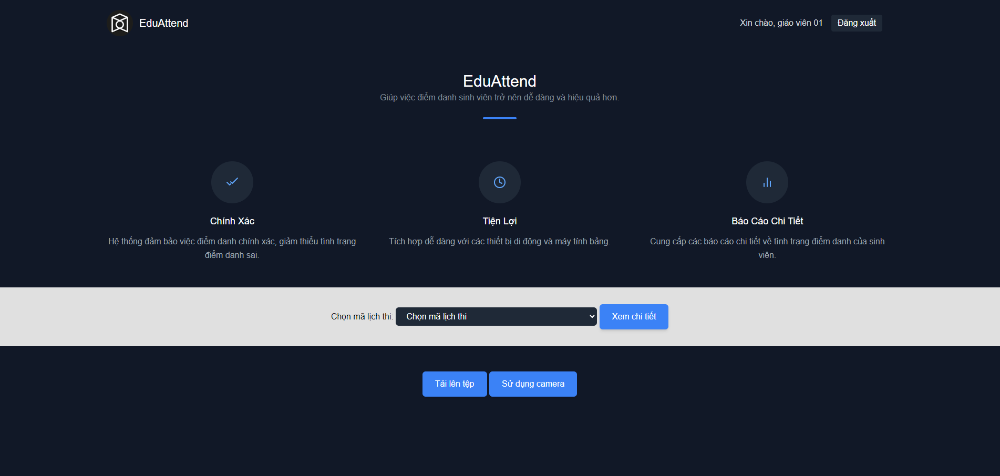 EduAttend
Xin chào, giáo viên 01
Đăng xuất
EduAttend
Giúp việc điểm danh sinh viên trở nên dễ dàng và hiệu quả hơn.
Chính Xác
Hệ thống đảm bảo việc điểm danh chính xác, giảm thiểu tình trạng
điểm danh sai.
Tiện Lợi
Tích hợp dễ dàng với các thiết bị di động và máy tính bảng.
Báo Cáo Chi Tiết
Cung cấp các báo cáo chi tiết về tình trạng điểm danh của sinh
viên.
Chọn mã lịch thi:
Chọn mã lịch thi
Xem chi tiết
Tải lên tệp
Sử dụng camera